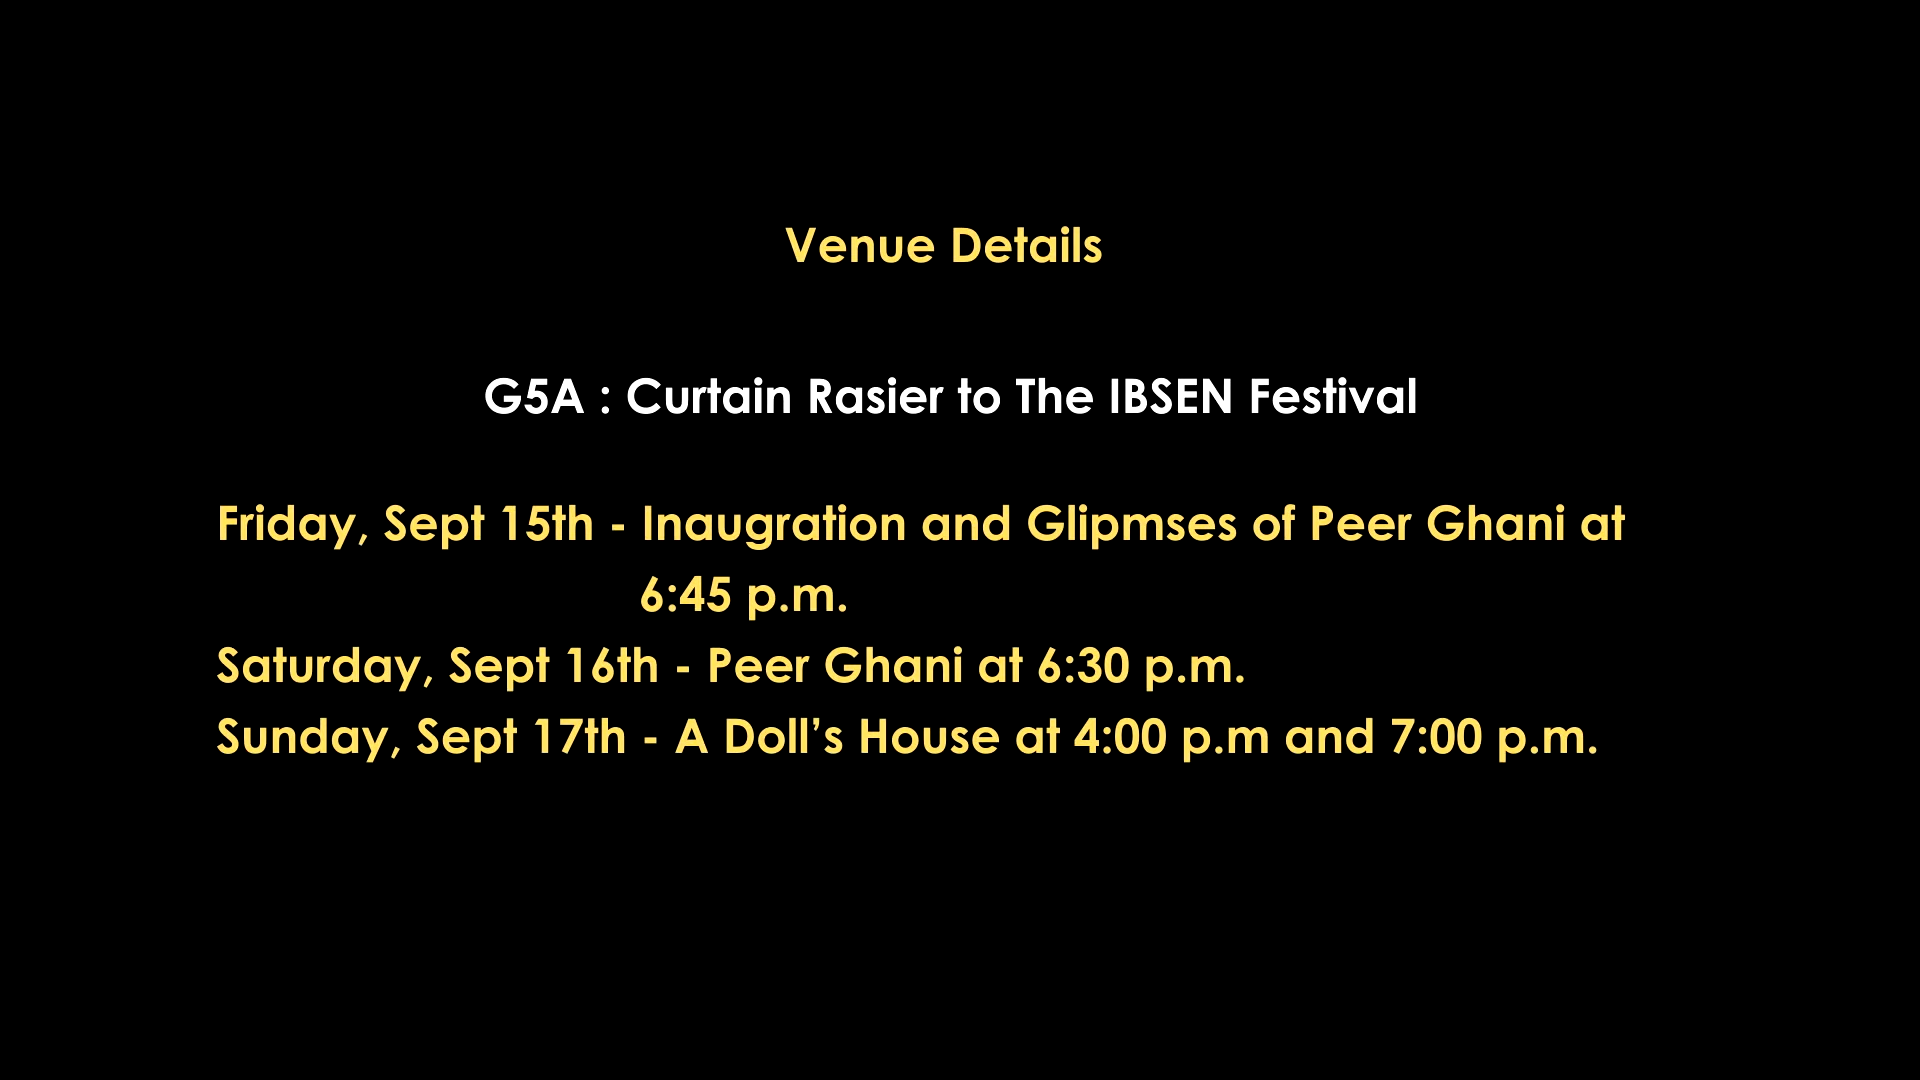 Venue Details
G5A : Curtain Rasier to The IBSEN Festival
Friday, Sept 15th - Inaugration and Glipmses of Peer Ghani at
6:45 p.m.
Saturday, Sept 16th - Peer Ghani at 6:30 p.m.
Sunday, Sept 17th - A Doll’s House at 4:00 p.m and 7:00 p.m.